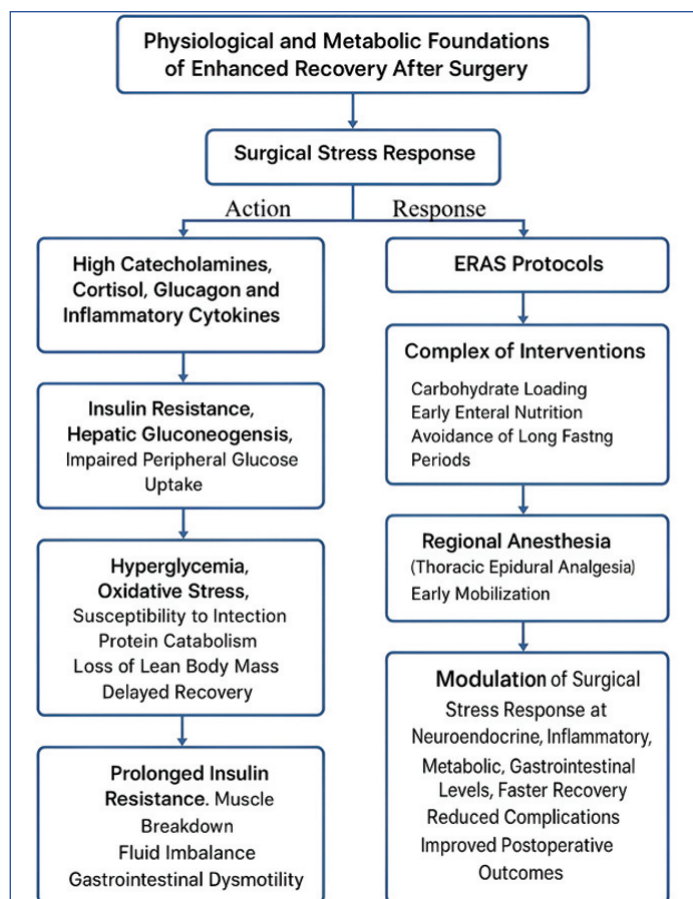 Physiological and Metabolic Foundations
of Enhanced Recovery After Surgery
Surgical Stress Response
Action
Response
High Catecholamines,
Cortisol, Glucagon and
Inflammatory Cytokines
Insulin Resistance,
Hepatic Gluconeogensis,
Impaired Peripheral Glucose
Uptake
Hyperglycemia,
Oxidative Stress,
Susceptibility to Intection
Protein Catabolism
Loss of Lean Body Mass
Delayed Recovery
Prolonged Insulin
Resistance. Muscle
Breakdown
Fluid Imbalance
Gastrointestinal Dysmotility
ERAS Protocols
Complex of Interventions
Carbohydrate Loading
Early Enteral Nutrition
Avoidance of Long Fastng
Periods
Regional Anesthesia
(Thoracic Epidural Analgesia)
Early Mobilization
Modulation of Surgical
Stress Response at
Neuroendocrine, Inflammatory,
Metabolic, Gastrointestinal
Levels, Faster Recovery
Reduced Complications
Improved Postoperative
Outcomes